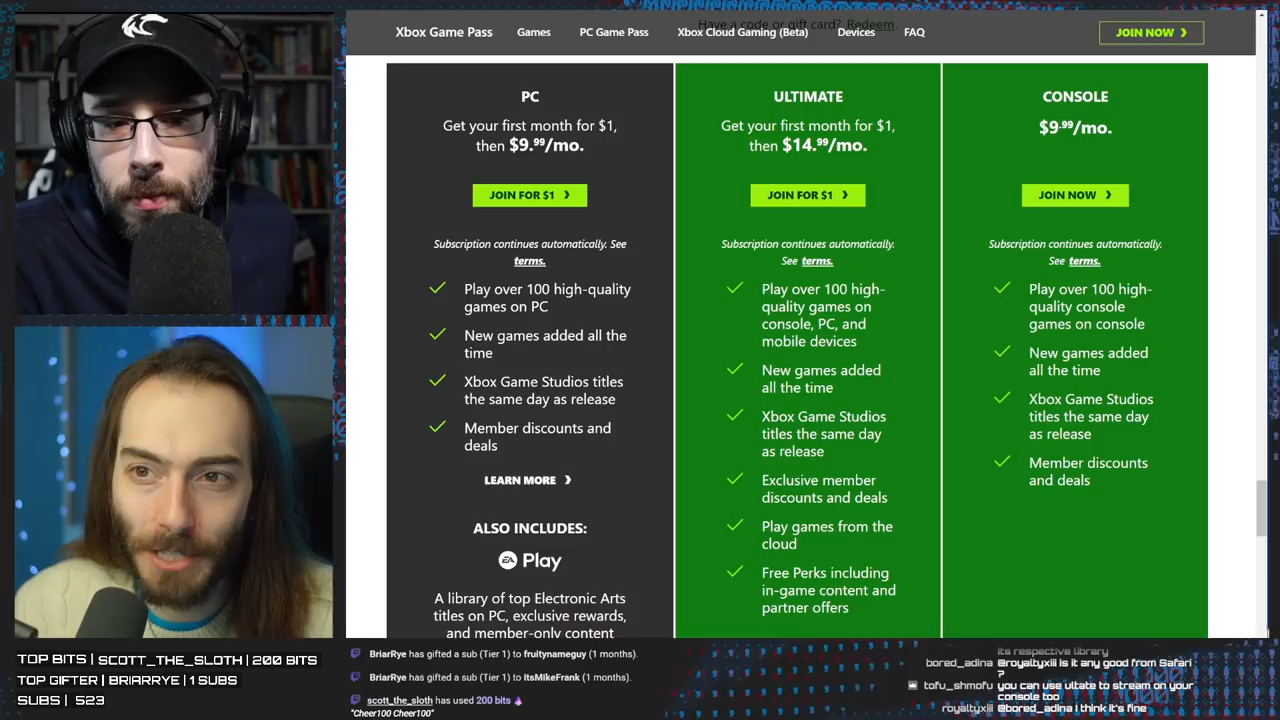 Have a code or gift card? Redeem.
Xbox Game Pass
Games
PC Game Pass
Xbox Cloud Gaming (Beta)
Devices
FAQ
JOIN NOW
PC
Get your first month for $1,
then $9.99/mo.
JOIN FOR $1
Subscription continues automatically. See
terms.
Play over 100 high-quality
games on PC
New games added all the
time
Xbox Game Studios titles
the same day as release
Member discounts and
deals
LEARN MORE
ALSO INCLUDES:
EA Play
A library of top Electronic Arts
titles on PC, exclusive rewards,
and member-only content
ULTIMATE
Get your first month for $1,
then $14.99/mo.
JOIN FOR $1
Subscription continues automatically.
See terms.
Play over 100 high-
quality games on
console, PC, and
mobile devices
New games added
all the time
Xbox Game Studios
titles the same day
as release
Exclusive member
discounts and deals
Play games from the
cloud
Free Perks including
in-game content and
partner offers
CONSOLE
$9.99/mo.
JOIN NOW
Subscription continues automatically.
See terms.
Play over 100 high-
quality console
games on console
New games added
all the time
Xbox Game Studios
titles the same day
as release
Member discounts
and deals
TOP BITS | SCOTT_THE_SLOTH | 200 BITS
TOP GIFTER | BRIARRYE | 1 SUBS
SUBS | 523
BriarRye has gifted a sub (Tier 1) to fruitynameguy (1 months).
BriarRye has gifted a sub (Tier 1) to itsMikeFrank (1 months).
scott_the_sloth has used 200 bits
"Cheer100 Cheer100"
its respective library
bored_adina @royaltyxiii is it any good from Safari
?
tofu_shmofu you can use ultate to stream on your
console too
royaltyxiii @bored_adina I think it's fine